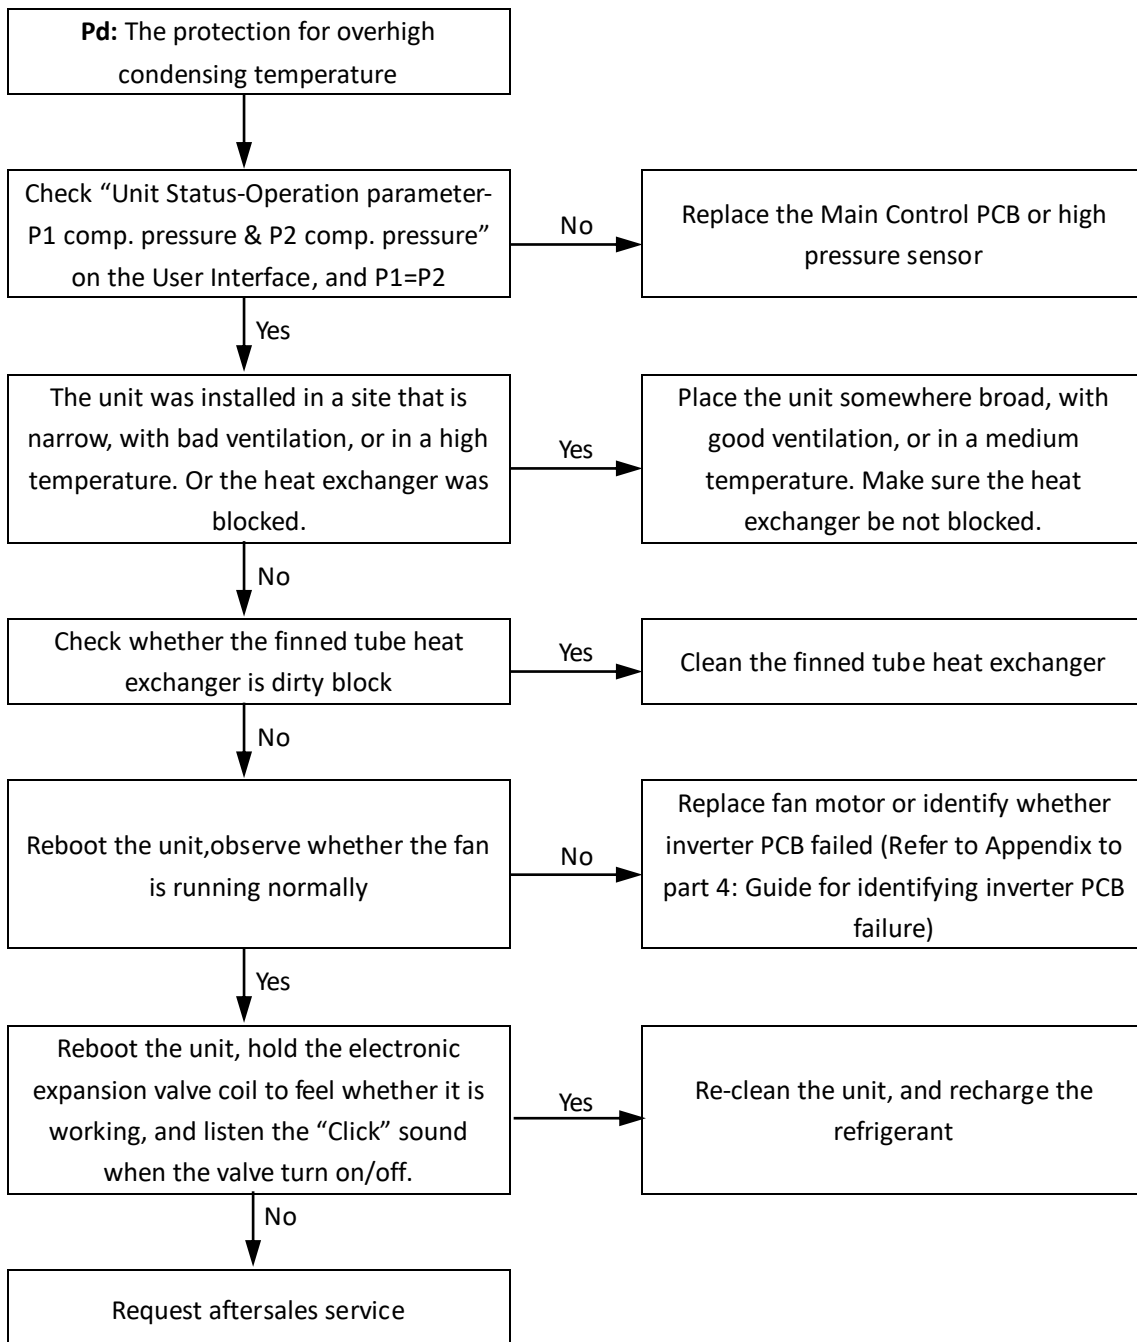 Pd: The protection for overhigh
condensing temperature
Check “Unit Status-Operation parameter-
P1 comp. pressure & P2 comp. pressure”
on the User Interface, and P1=P2
No
Replace the Main Control PCB or high
pressure sensor
Yes
The unit was installed in a site that is
narrow, with bad ventilation, or in a high
temperature. Or the heat exchanger was
blocked.
Yes
Place the unit somewhere broad, with
good ventilation, or in a medium
temperature. Make sure the heat
exchanger be not blocked.
No
Check whether the finned tube heat
exchanger is dirty block
Yes
Clean the finned tube heat exchanger
No
Reboot the unit,observe whether the fan
is running normally
No
Replace fan motor or identify whether
inverter PCB failed (Refer to Appendix to
part 4: Guide for identifying inverter PCB
failure)
Yes
Reboot the unit, hold the electronic
expansion valve coil to feel whether it is
working, and listen the “Click” sound
when the valve turn on/off.
Yes
Re-clean the unit, and recharge the
refrigerant
No
Request aftersales service